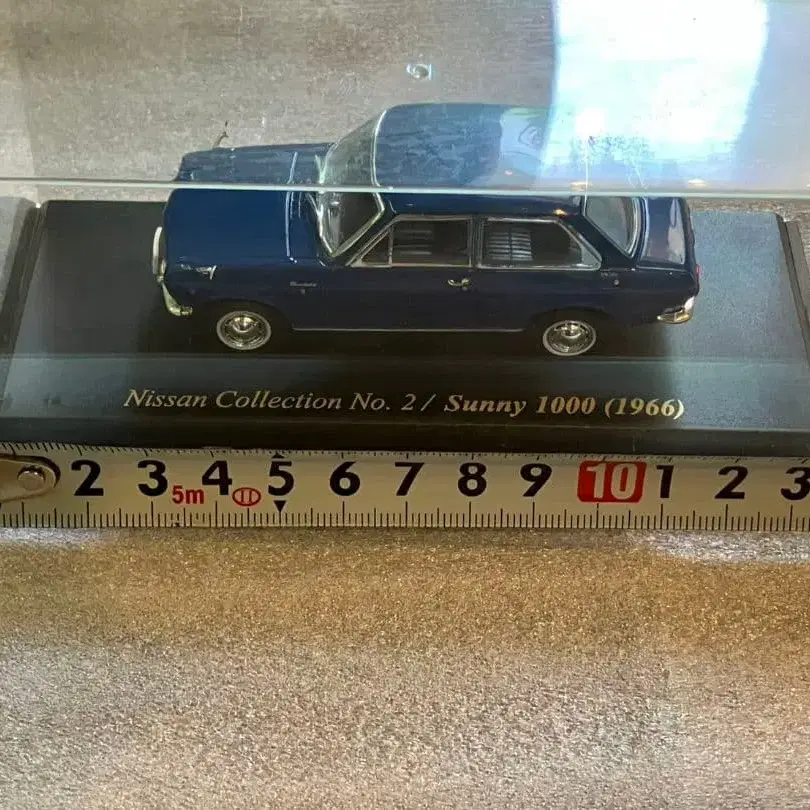 Nissan Collection No. 2 / Sunny 1000 (1966)
2 3 5m 4 5 6 7 8 9 10 1 2 3